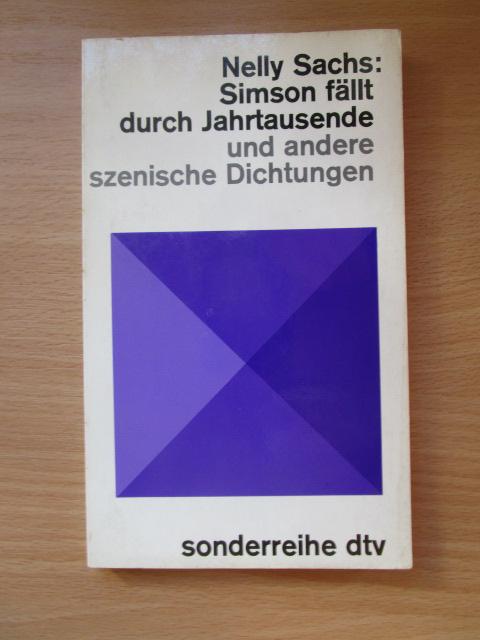 Nelly Sachs:
Simson fällt
durch Jahrtausende
und andere
szenische Dichtungen
sonderreihe dtv